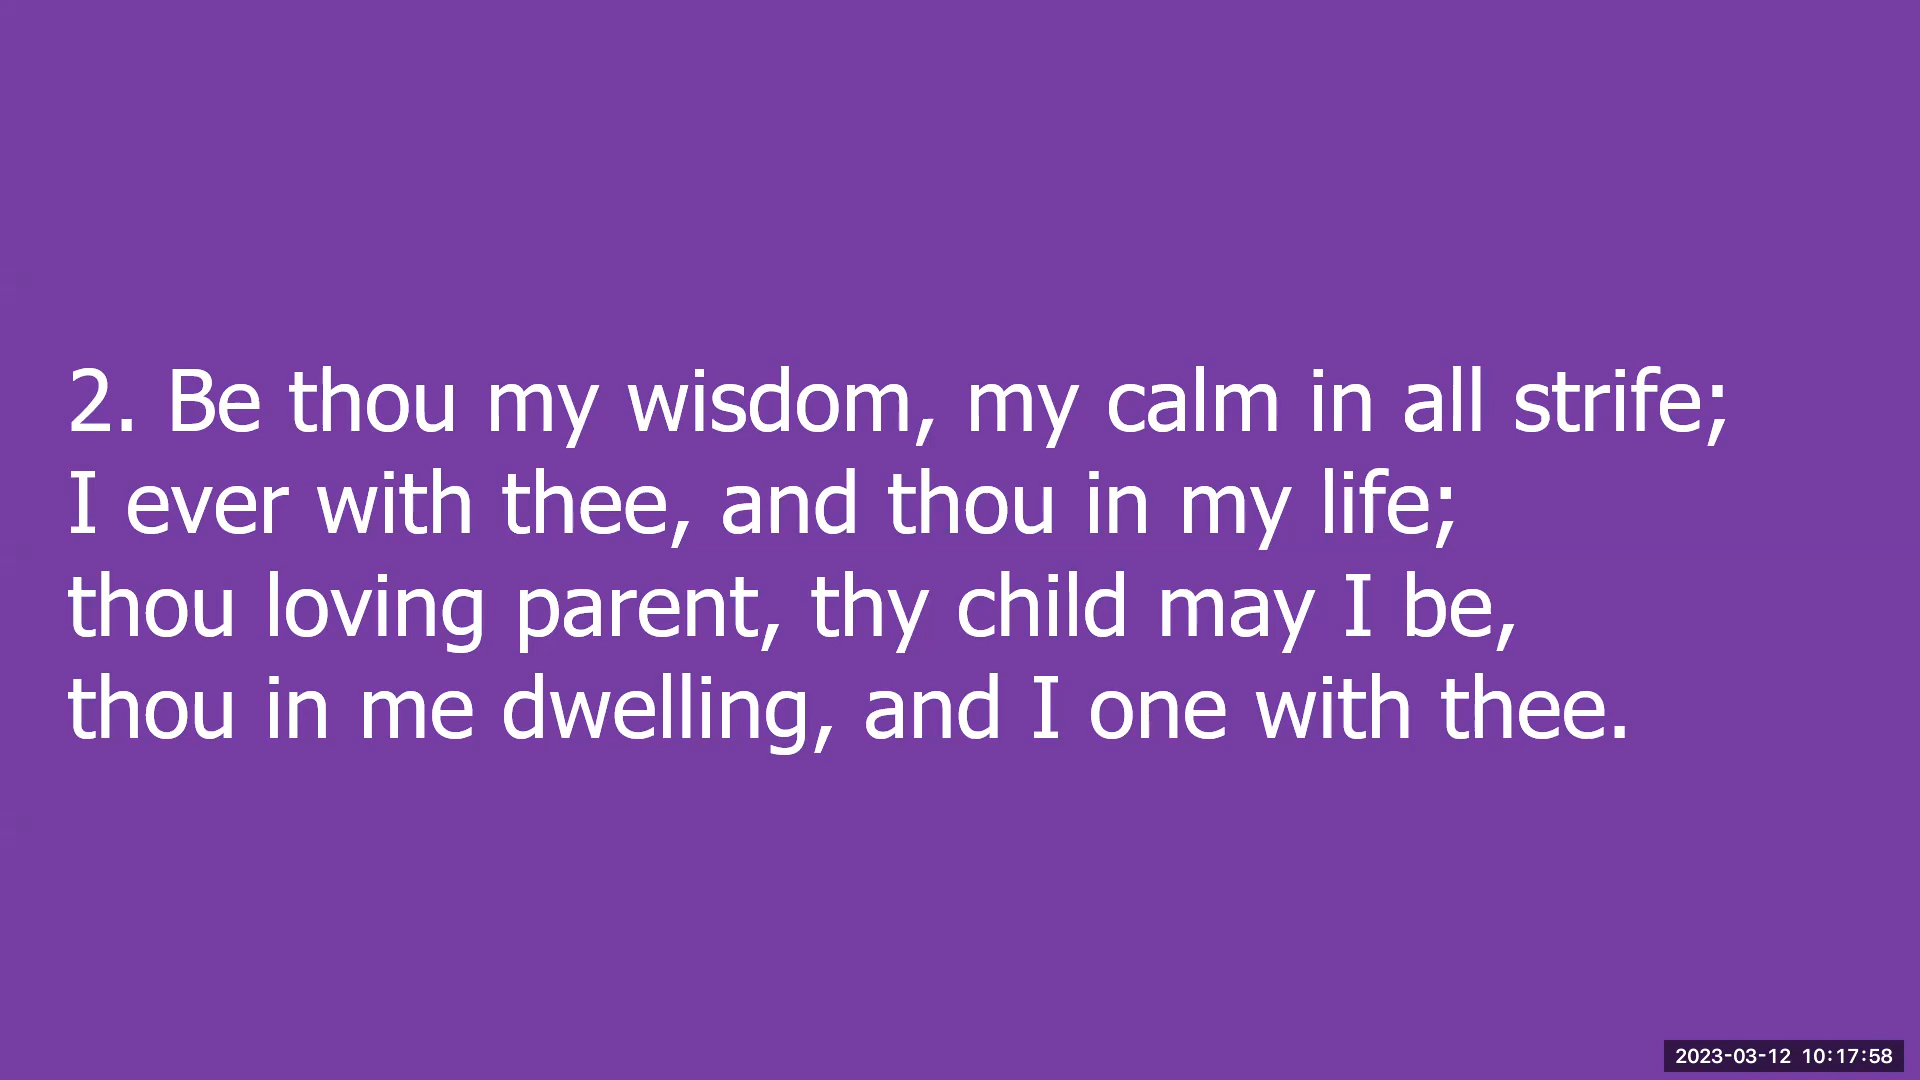 2. Be thou my wisdom, my calm in all strife;
I ever with thee, and thou in my life;
thou loving parent, thy child may I be,
thou in me dwelling, and I one with thee.
2023-03-12 10:17:58